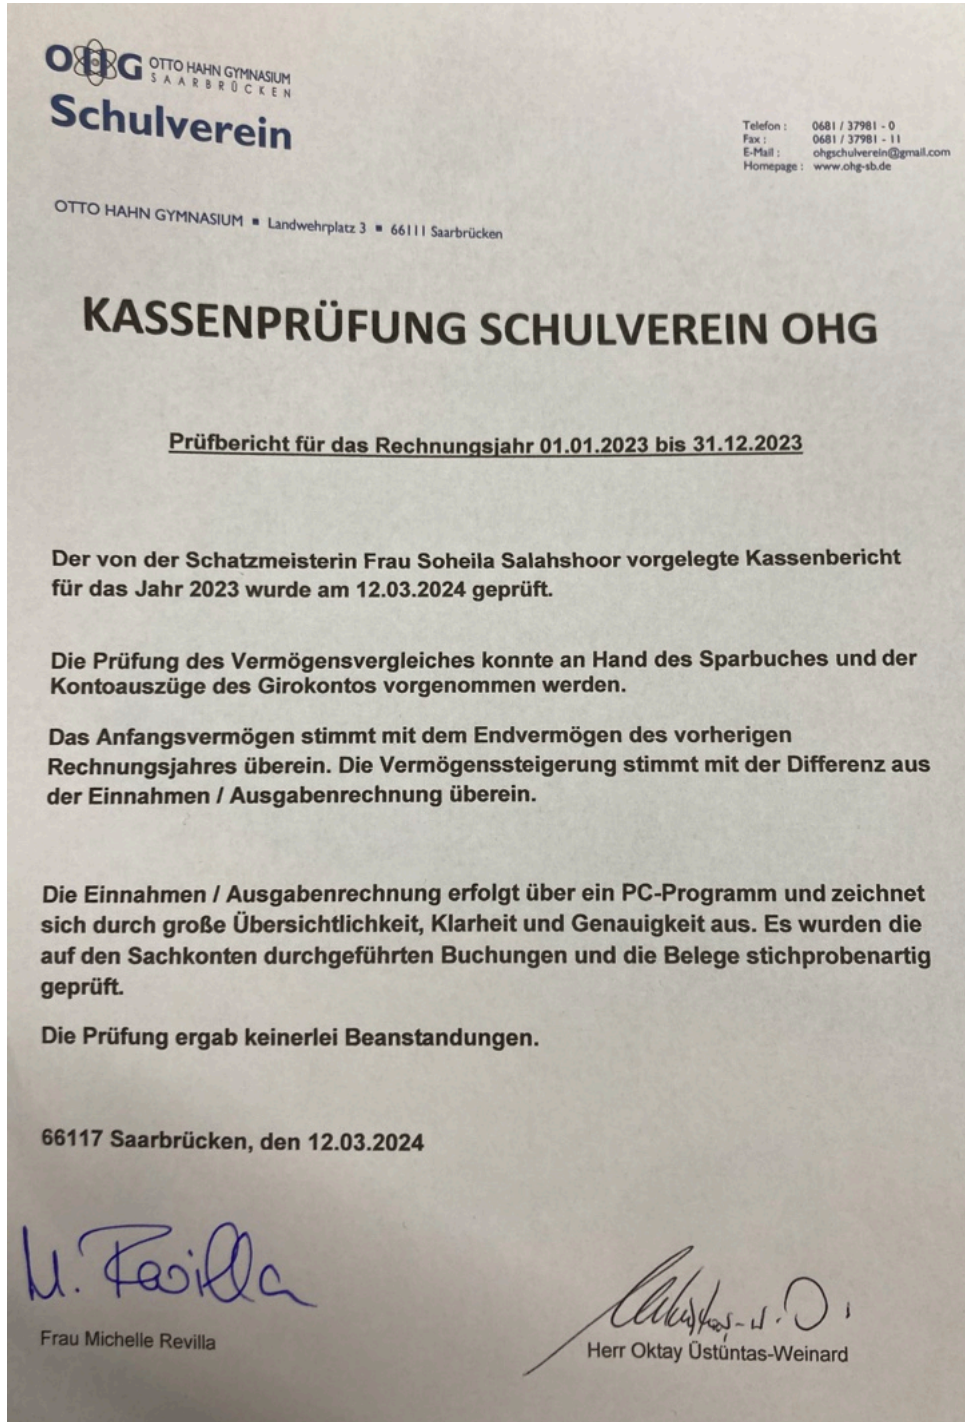 OHG OTTO HAHN GYMNASIUM
SAARBRÜCKEN
Schulverein
Telefon : 0681 / 37981 - 0
Fax : 0681 / 37981 - 11
E-Mail : ohgschulverein@gmail.com
Homepage : www.ohg-sb.de
OTTO HAHN GYMNASIUM ▪ Landwehrplatz 3 ▪ 66111 Saarbrücken
KASSENPRÜFUNG SCHULVEREIN OHG
Prüfbericht für das Rechnungsjahr 01.01.2023 bis 31.12.2023
Der von der Schatzmeisterin Frau Soheila Salahshoor vorgelegte Kassenbericht
für das Jahr 2023 wurde am 12.03.2024 geprüft.
Die Prüfung des Vermögensvergleiches konnte an Hand des Sparbuches und der
Kontoauszüge des Girokontos vorgenommen werden.
Das Anfangsvermögen stimmt mit dem Endvermögen des vorherigen
Rechnungsjahres überein. Die Vermögenssteigerung stimmt mit der Differenz aus
der Einnahmen / Ausgabenrechnung überein.
Die Einnahmen / Ausgabenrechnung erfolgt über ein PC-Programm und zeichnet
sich durch große Übersichtlichkeit, Klarheit und Genauigkeit aus. Es wurden die
auf den Sachkonten durchgeführten Buchungen und die Belege stichprobenartig
geprüft.
Die Prüfung ergab keinerlei Beanstandungen.
66117 Saarbrücken, den 12.03.2024
M. Revilla
Frau Michelle Revilla
Herr Oktay Üstüntas-Weinard